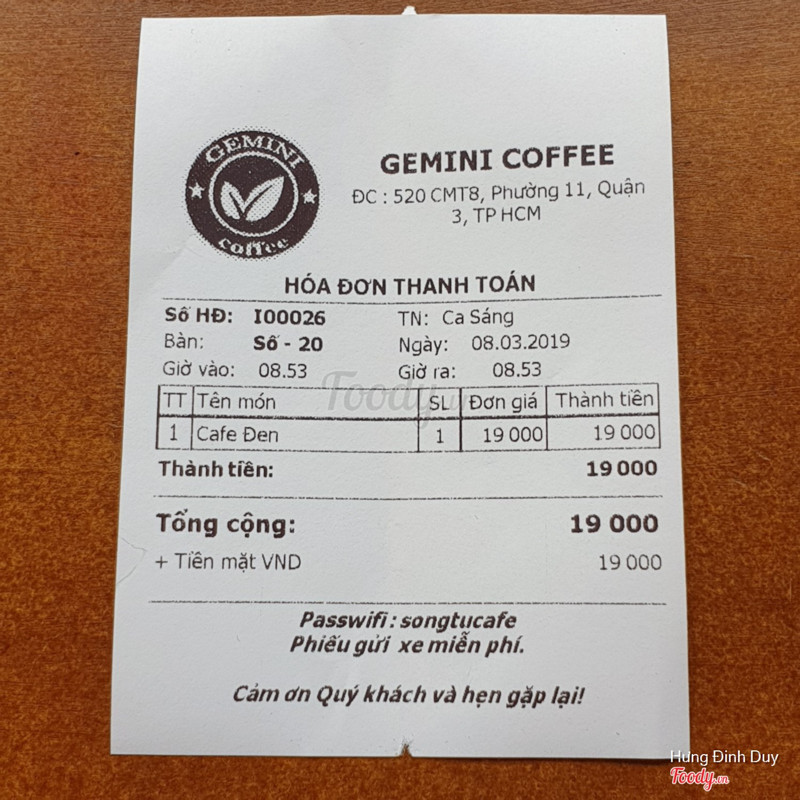 GEMINI
coffee
GEMINI COFFEE
ĐC : 520 CMT8, Phường 11, Quận
3, TP HCM
HÓA ĐƠN THANH TOÁN
Số HĐ: I00026 TN: Ca Sáng
Bàn: Số - 20 Ngày: 08.03.2019
Giờ vào: 08.53 Giờ ra: 08.53
Foody.vn
TT Tên món SL Đơn giá Thành tiền
1 Cafe Đen 1 19 000 19 000
Thành tiền: 19 000
Tổng cộng: 19 000
+ Tiền mặt VND 19 000
Passwifi : songtucafe
Phiếu gửi xe miễn phí.
Cảm ơn Quý khách và hẹn gặp lại!
Hưng Đinh Duy
Foody.vn